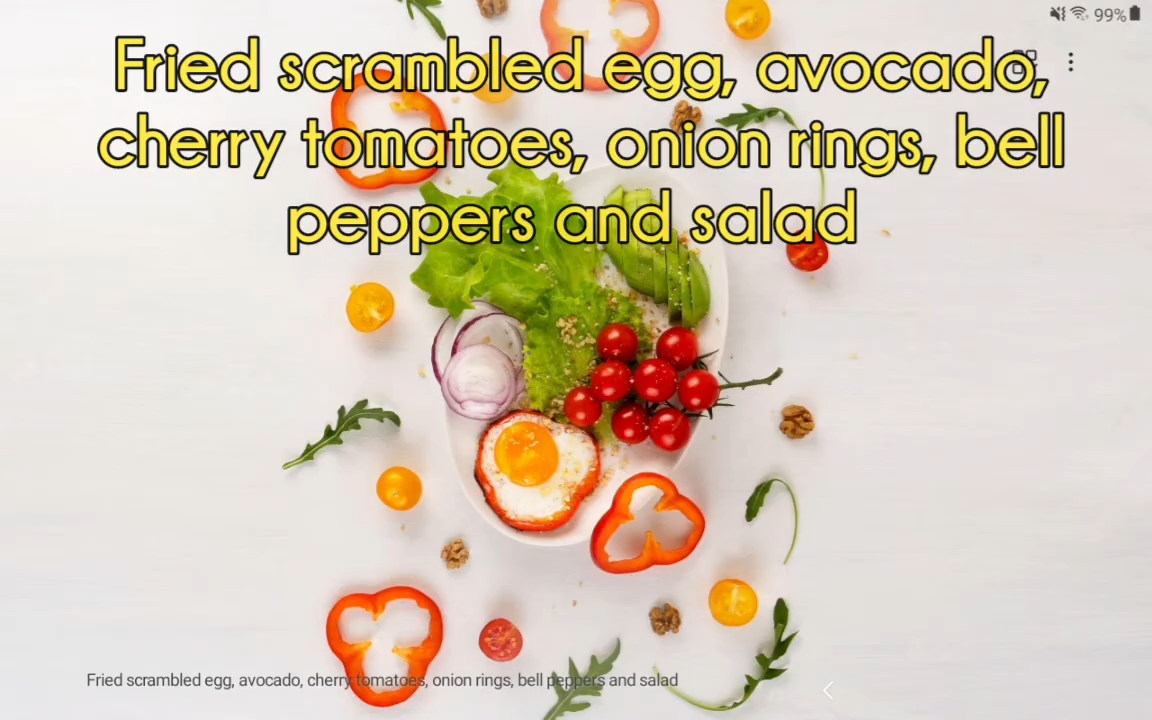 99%
Fried scrambled egg, avocado,
cherry tomatoes, onion rings, bell
peppers and salad
Fried scrambled egg, avocado, cherry tomatoes, onion rings, bell peppers and salad